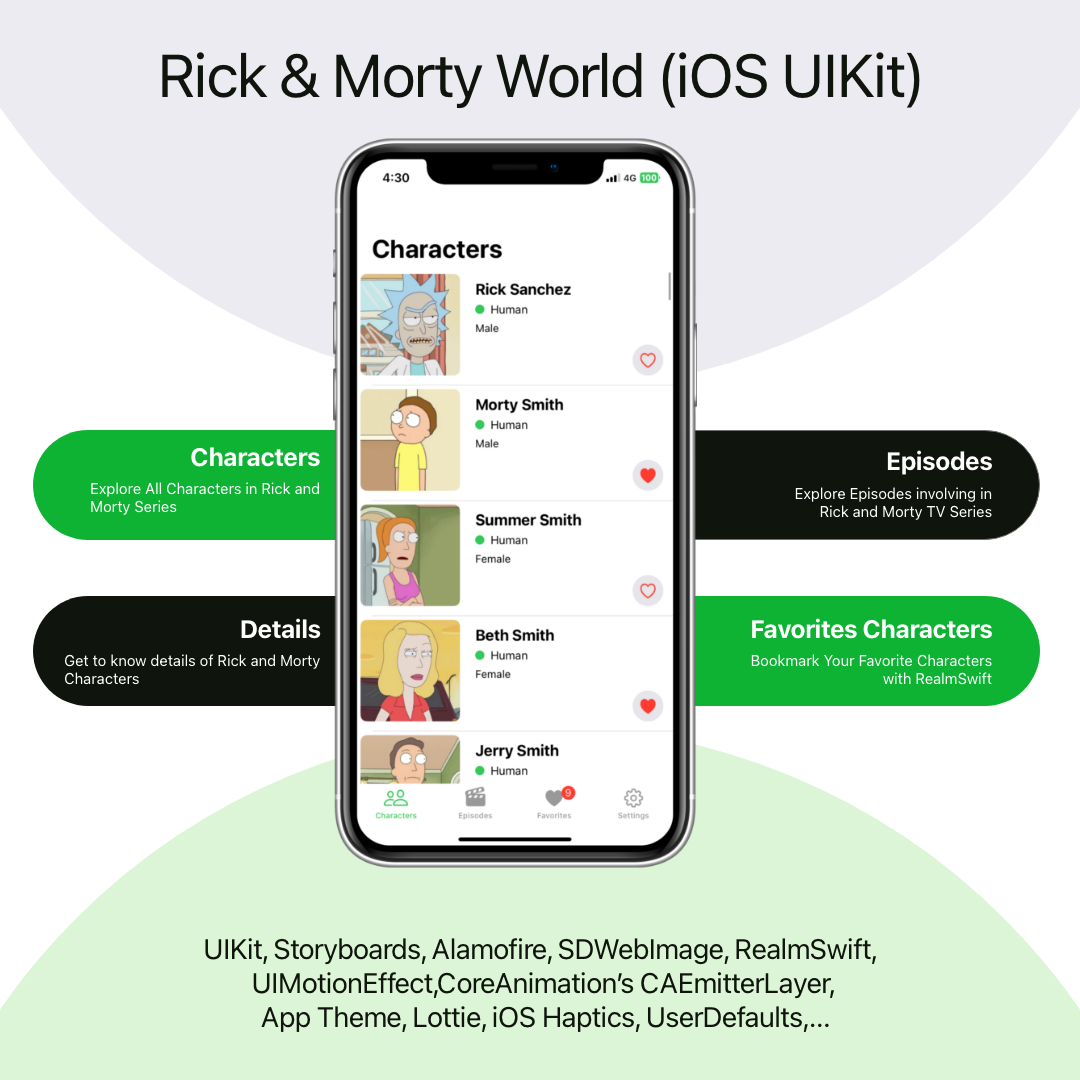 Rick & Morty World (iOS UIKit)
4:30
4G 100
Characters
Rick Sanchez
Human
Male
Morty Smith
Human
Male
Summer Smith
Human
Female
Beth Smith
Human
Female
Jerry Smith
Human
9
Characters
Episodes
Favorites
Settings
Characters
Explore All Characters in Rick and
Morty Series
Episodes
Explore Episodes involving in
Rick and Morty TV Series
Details
Get to know details of Rick and Morty
Characters
Favorites Characters
Bookmark Your Favorite Characters
with RealmSwift
UIKit, Storyboards, Alamofire, SDWebImage, RealmSwift,
UIMotionEffect,CoreAnimation’s CAEmitterLayer,
App Theme, Lottie, iOS Haptics, UserDefaults,...